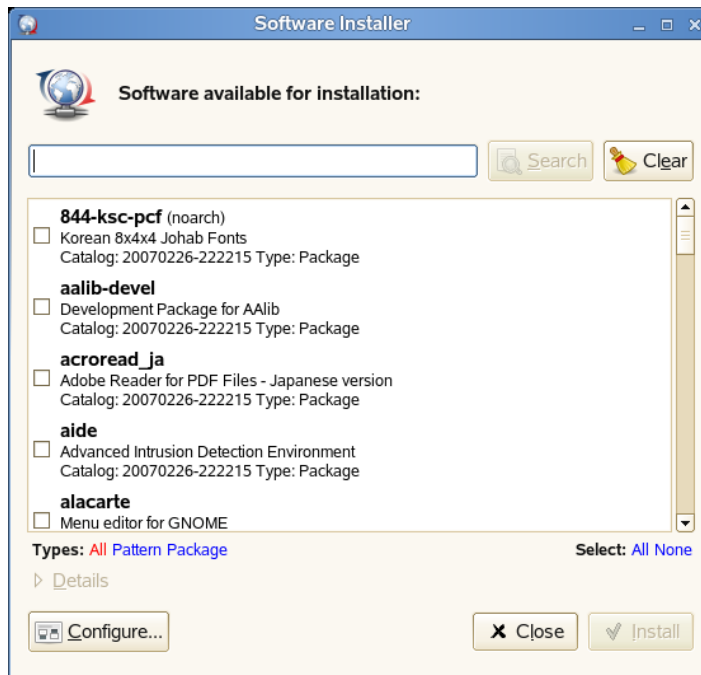 Software Installer
Software available for installation:
Search
Clear
844-ksc-pcf (noarch)
Korean 8x4x4 Johab Fonts
Catalog: 20070226-222215 Type: Package
aalib-devel
Development Package for AAlib
Catalog: 20070226-222215 Type: Package
acroread_ja
Adobe Reader for PDF Files - Japanese version
Catalog: 20070226-222215 Type: Package
aide
Advanced Intrusion Detection Environment
Catalog: 20070226-222215 Type: Package
alacarte
Menu editor for GNOME
Types: All Pattern Package
Select: All None
Details
Configure...
Close
Install